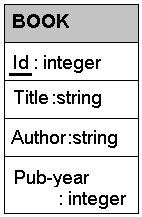 BOOK
Id : integer
Title :string
Author :string
Pub-year
: integer